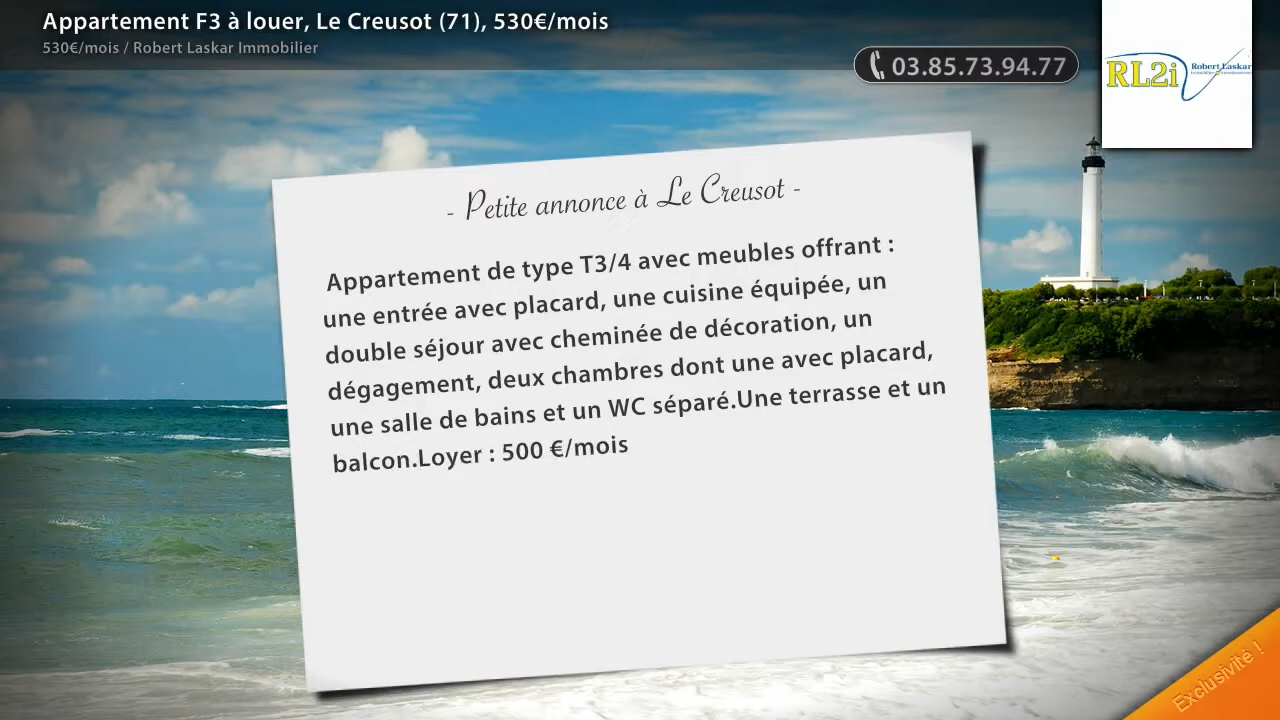 Appartement F3 à louer, Le Creusot (71), 530€/mois
530€/mois / Robert Laskar Immobilier
03.85.73.94.77
RL2i
Robert Laskar
- Petite annonce à Le Creusot -
Appartement de type T3/4 avec meubles offrant :
une entrée avec placard, une cuisine équipée, un
double séjour avec cheminée de décoration, un
dégagement, deux chambres dont une avec placard,
une salle de bains et un WC séparé.Une terrasse et un
balcon.Loyer : 500 €/mois
Exclusivité !